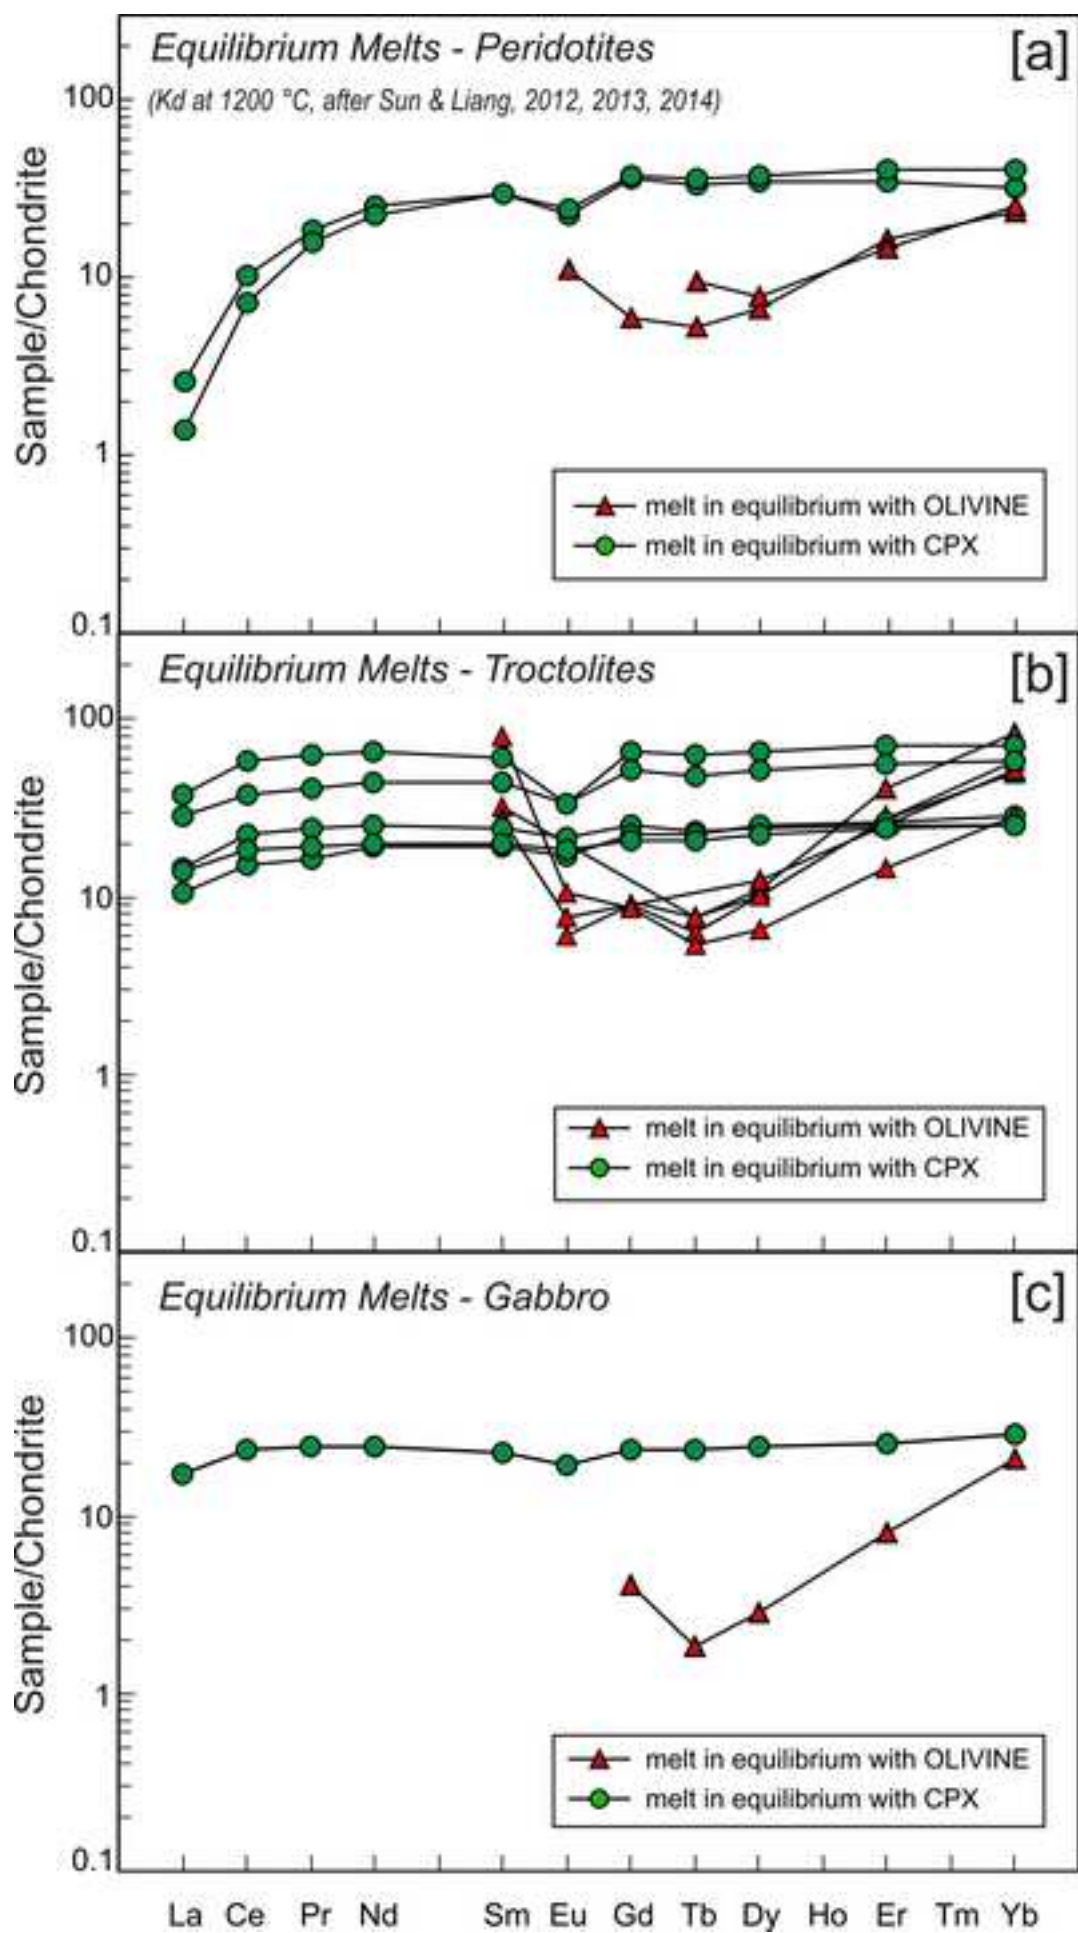 Equilibrium Melts - Peridotites [a]
(Kd at 1200 °C, after Sun & Liang, 2012, 2013, 2014)
100
10
1
0.1
Sample/Chondrite
melt in equilibrium with OLIVINE
melt in equilibrium with CPX
Equilibrium Melts - Troctolites [b]
100
10
1
0.1
Sample/Chondrite
melt in equilibrium with OLIVINE
melt in equilibrium with CPX
Equilibrium Melts - Gabbro [c]
100
10
1
0.1
Sample/Chondrite
melt in equilibrium with OLIVINE
melt in equilibrium with CPX
La Ce Pr Nd Sm Eu Gd Tb Dy Ho Er Tm Yb